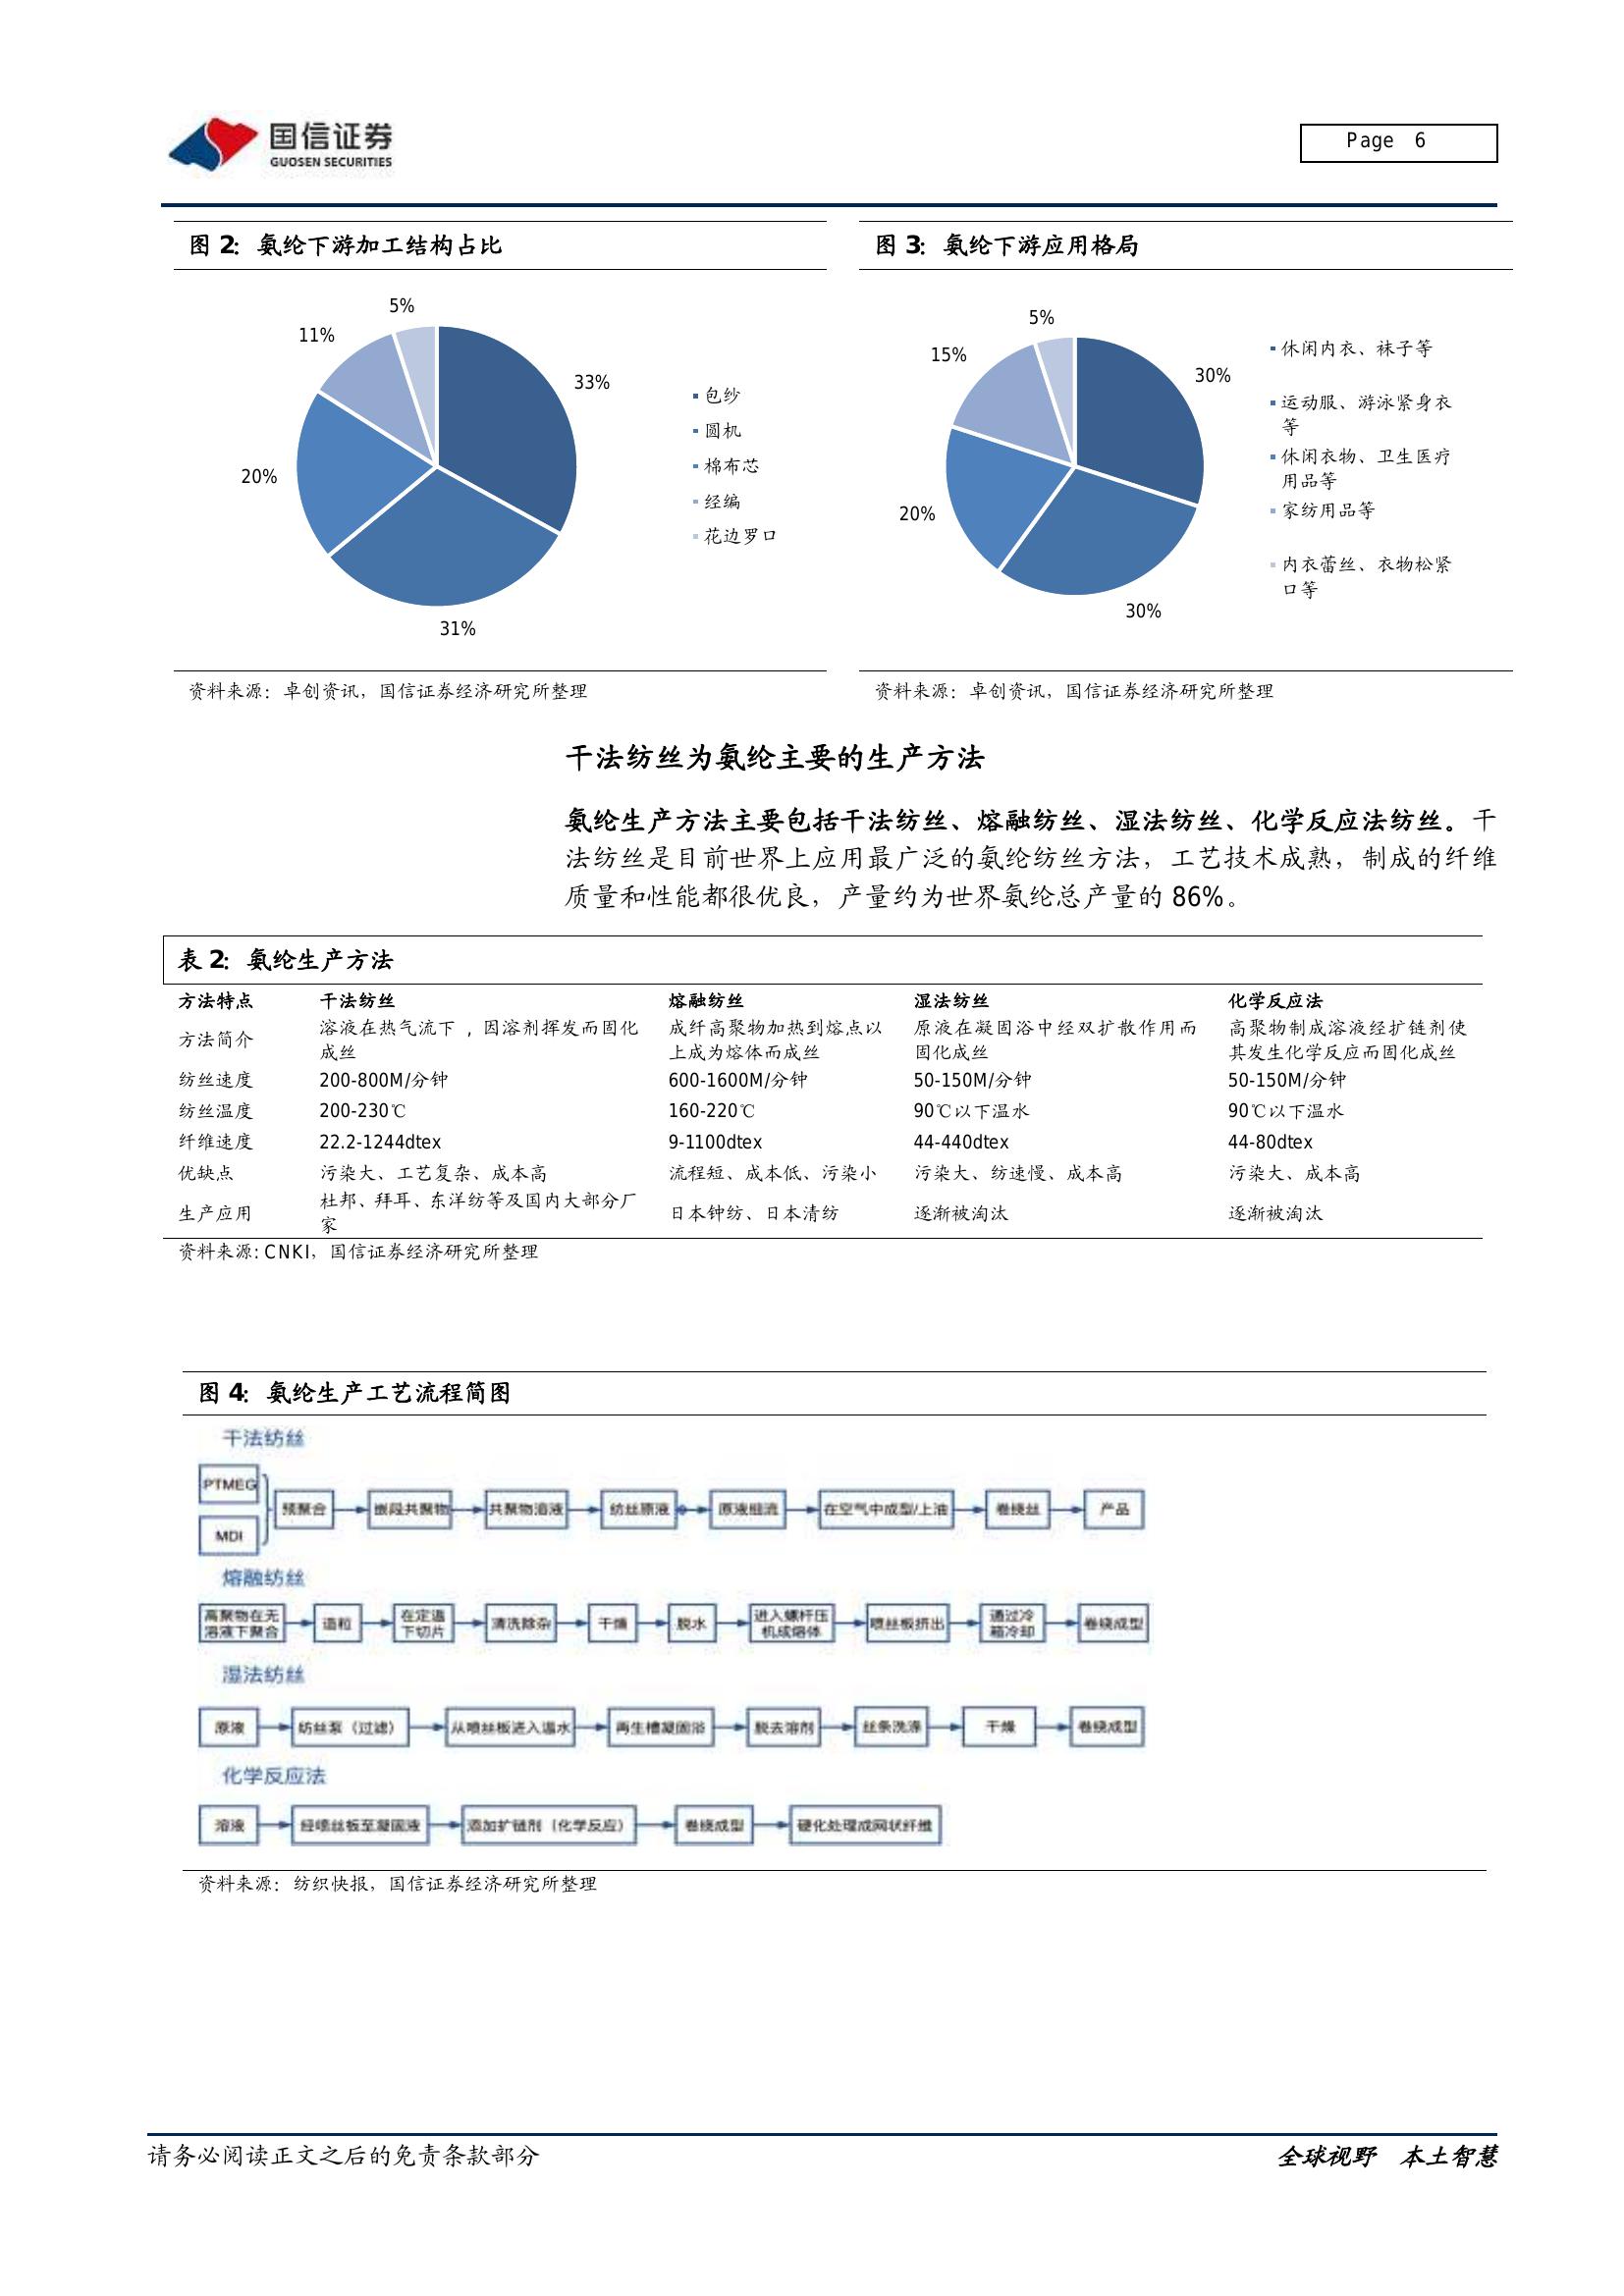 国信证券
GUOSEN SECURITIES
Page 6
图 2：氨纶下游加工结构占比
5%
11%
33%
20%
31%
包纱
圆机
棉布芯
经编
花边罗口
资料来源：卓创资讯，国信证券经济研究所整理
图 3：氨纶下游应用格局
5%
15%
30%
20%
30%
休闲内衣、袜子等
运动服、游泳紧身衣
等
休闲衣物、卫生医疗
用品等
家纺用品等
内衣蕾丝、衣物松紧
口等
资料来源：卓创资讯，国信证券经济研究所整理
干法纺丝为氨纶主要的生产方法
氨纶生产方法主要包括干法纺丝、熔融纺丝、湿法纺丝、化学反应法纺丝。干
法纺丝是目前世界上应用最广泛的氨纶纺丝方法，工艺技术成熟，制成的纤维
质量和性能都很优良，产量约为世界氨纶总产量的 86%。
表 2：氨纶生产方法
方法特点 干法纺丝 熔融纺丝 湿法纺丝 化学反应法
方法简介 溶液在热气流下，因溶剂挥发而固化 成纤高聚物加热到熔点以 原液在凝固浴中经双扩散作用而 高聚物制成溶液经扩链剂使
成丝 上成为熔体而成丝 固化成丝 其发生化学反应而固化成丝
纺丝速度 200-800M/分钟 600-1600M/分钟 50-150M/分钟 50-150M/分钟
纺丝温度 200-230℃ 160-220℃ 90℃以下温水 90℃以下温水
纤维速度 22.2-1244dtex 9-1100dtex 44-440dtex 44-80dtex
优缺点 污染大、工艺复杂、成本高 流程短、成本低、污染小 污染大、纺速慢、成本高 污染大、成本高
生产应用 杜邦、拜耳、东洋纺等及国内大部分厂 日本钟纺、日本清纺 逐渐被淘汰 逐渐被淘汰
家
资料来源: CNKI，国信证券经济研究所整理
图 4：氨纶生产工艺流程简图
干法纺丝
PTMEG
MDI
预聚合 嵌段共聚物 共聚物溶液 纺丝原液 原液细流 在空气中成型/上油 卷绕丝 产品
熔融纺丝
高聚物在无 造粒 在定温 清洗除杂 干燥 脱水 进入螺杆压 喷丝板挤出 通过冷 卷绕成型
溶液下聚合 下切片 机成熔体 箱冷却
湿法纺丝
原液 纺丝泵（过滤） 从喷丝板进入温水 再生槽凝固浴 脱去溶剂 丝条洗涤 干燥 卷绕成型
化学反应法
溶液 经喷丝板至凝固液 添加扩链剂（化学反应） 卷绕成型 硬化处理成网状纤维
资料来源：纺织快报，国信证券经济研究所整理
请务必阅读正文之后的免责条款部分
全球视野 本土智慧